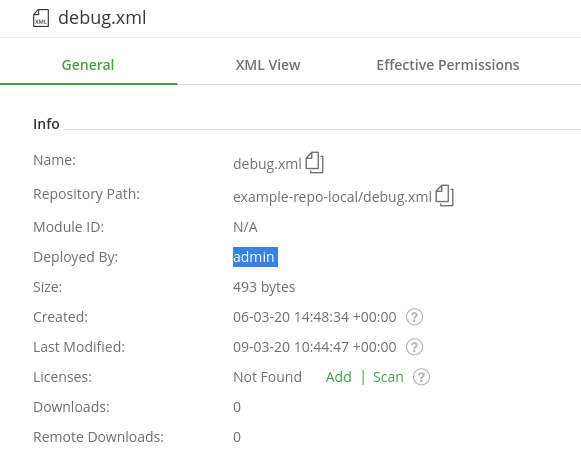 XML debug.xml
General XML View Effective Permissions
Info
Name: debug.xml
Repository Path: example-repo-local/debug.xml
Module ID: N/A
Deployed By: admin
Size: 493 bytes
Created: 06-03-20 14:48:34 +00:00 ?
Last Modified: 09-03-20 10:44:47 +00:00 ?
Licenses: Not Found Add | Scan ?
Downloads: 0
Remote Downloads: 0